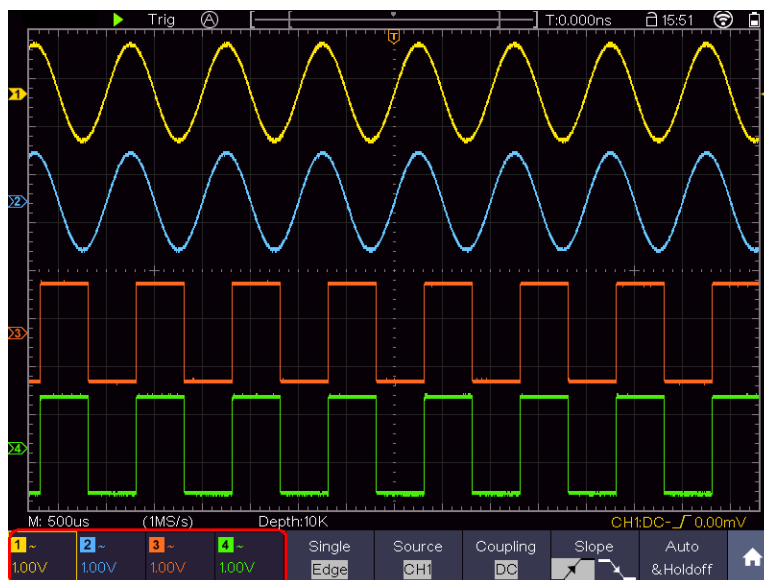 Trig A T:0.000ns 15:51
T
1
2
3
4
M: 500us (1MS/s) Depth:10K CH1:DC- 0.00mV
1 ~ 2 ~ 3 ~ 4 ~ Single Source Coupling Slope Auto
1.00V 1.00V 1.00V 1.00V Edge CH1 DC &Holdoff